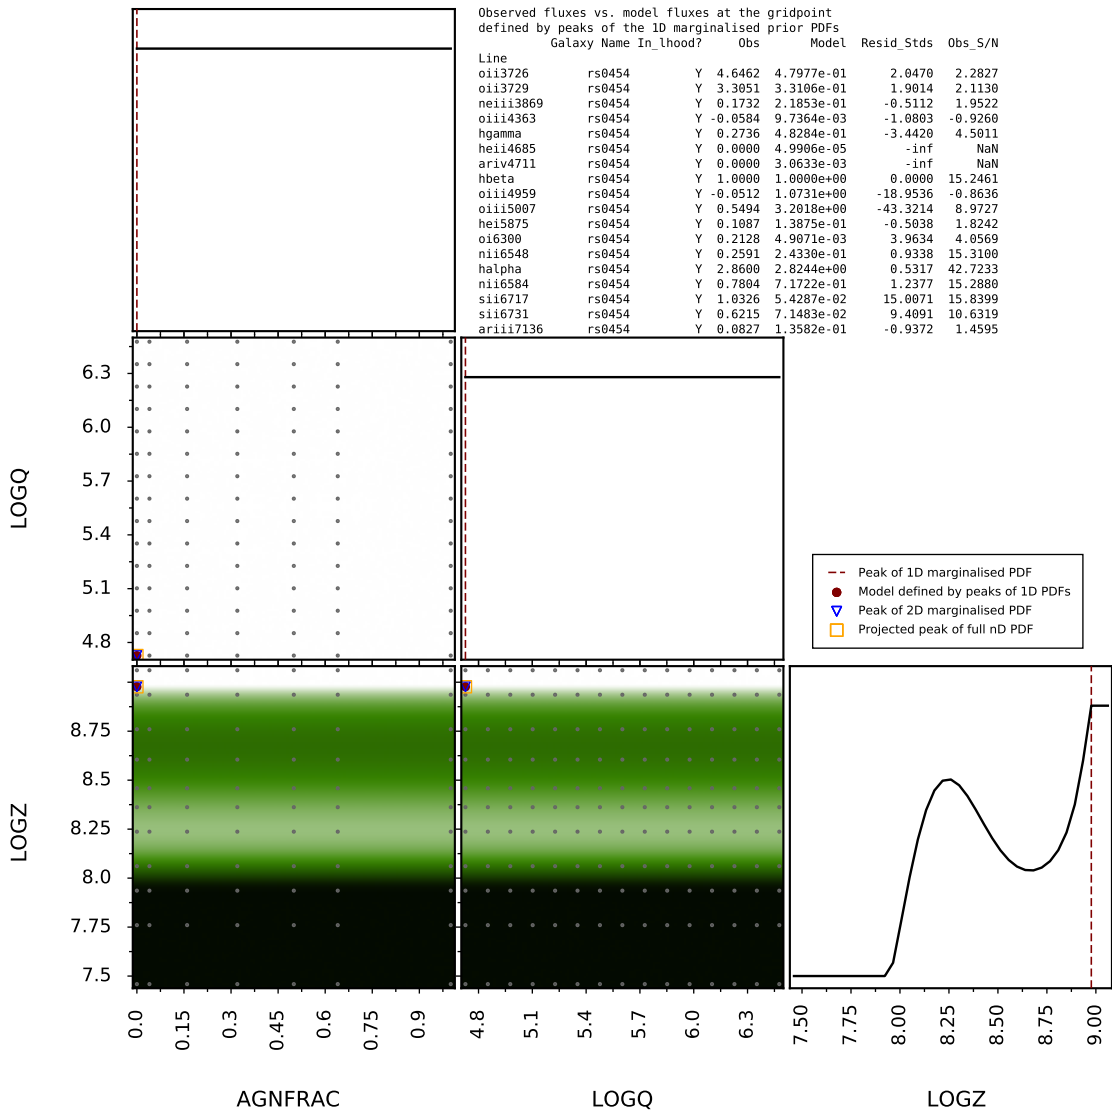 Observed fluxes vs. model fluxes at the gridpoint
defined by peaks of the 1D marginalised prior PDFs
Galaxy Name In_lhood? Obs Model Resid_Stds Obs_S/N
Line
oii3726 rs0454 Y 4.6462 4.7977e-01 2.0470 2.2827
oii3729 rs0454 Y 3.3051 3.3106e-01 1.9014 2.1130
neiii3869 rs0454 Y 0.1732 2.1853e-01 -0.5112 1.9522
oiii4363 rs0454 Y -0.0584 9.7364e-03 -1.0803 -0.9260
hgamma rs0454 Y 0.2736 4.8284e-01 -3.4420 4.5011
heii4685 rs0454 Y 0.0000 4.9906e-05 -inf NaN
ariv4711 rs0454 Y 0.0000 3.0633e-03 -inf NaN
hbeta rs0454 Y 1.0000 1.0000e+00 0.0000 15.2461
oiii4959 rs0454 Y -0.0512 1.0731e+00 -18.9536 -0.8636
oiii5007 rs0454 Y 0.5494 3.2018e+00 -43.3214 8.9727
hei5875 rs0454 Y 0.1087 1.3875e-01 -0.5038 1.8242
oi6300 rs0454 Y 0.2128 4.9071e-03 3.9634 4.0569
nii6548 rs0454 Y 0.2591 2.4330e-01 0.9338 15.3100
halpha rs0454 Y 2.8600 2.8244e+00 0.5317 42.7233
nii6584 rs0454 Y 0.7804 7.1722e-01 1.2377 15.2880
sii6717 rs0454 Y 1.0326 5.4287e-02 15.0071 15.8399
sii6731 rs0454 Y 0.6215 7.1483e-02 9.4091 10.6319
ariii7136 rs0454 Y 0.0827 1.3582e-01 -0.9372 1.4595
6.3
6.0
5.7
5.4
5.1
4.8
LOGQ
Peak of 1D marginalised PDF
Model defined by peaks of 1D PDFs
Peak of 2D marginalised PDF
Projected peak of full nD PDF
8.75
8.5
8.25
8.0
7.75
7.5
LOGZ
0.0 0.15 0.3 0.45 0.6 0.75 0.9
4.8 5.1 5.4 5.7 6.0 6.3
7.50 7.75 8.00 8.25 8.50 8.75 9.00
AGNFRAC LOGQ LOGZ